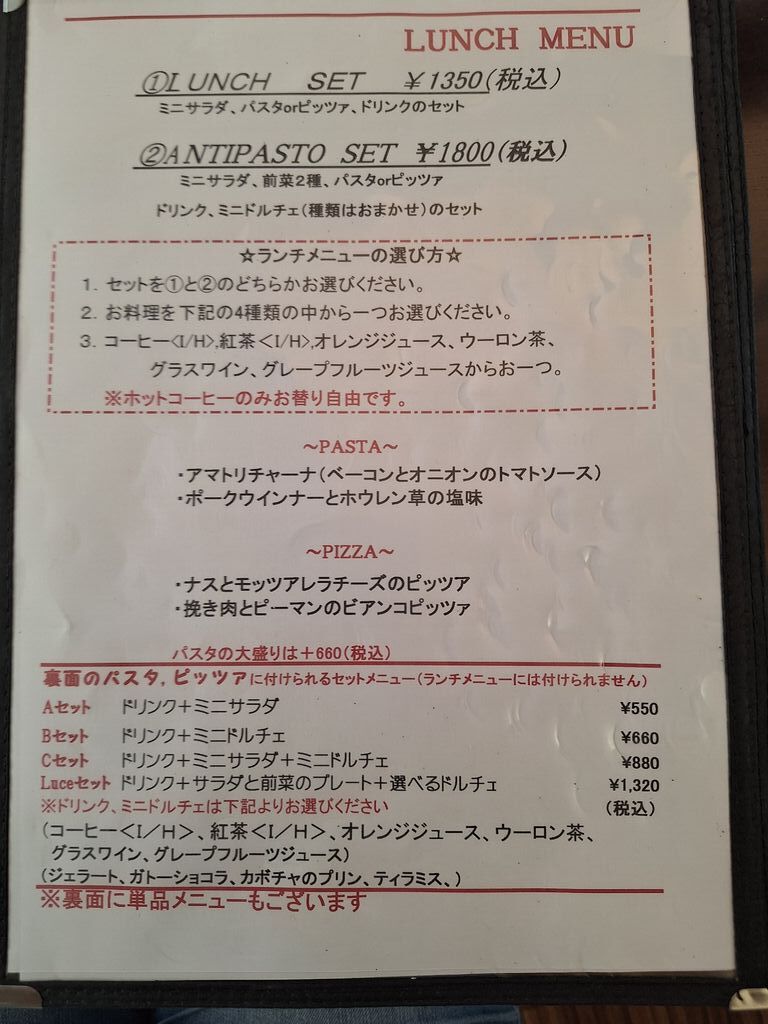 LUNCH MENU
①LUNCH SET ¥1350(税込)
ミニサラダ、パスタorピッツァ、ドリンクのセット
②ANTIPASTO SET ¥1800(税込)
ミニサラダ、前菜2種、パスタorピッツァ
ドリンク、ミニドルチェ(種類はおまかせ)のセット
☆ランチメニューの選び方☆
1. セットを①と②のどちらかお選びください。
2. お料理を下記の4種類の中から一つお選びください。
3. コーヒー<I/H>,紅茶<I/H>,オレンジジュース、ウーロン茶、
グラスワイン、グレープフルーツジュースからお一つ。
※ホットコーヒーのみお替り自由です。
~PASTA~
・アマトリチャーナ(ベーコンとオニオンのトマトソース)
・ポークウインナーとホウレン草の塩味
~PIZZA~
・ナスとモッツアレラチーズのピッツア
・挽き肉とピーマンのビアンコピッツァ
パスタの大盛りは+660(税込)
裏面のパスタ,ピッツァに付けられるセットメニュー(ランチメニューには付けられません)
Aセット ドリンク+ミニサラダ ¥550
Bセット ドリンク+ミニドルチェ ¥660
Cセット ドリンク+ミニサラダ+ミニドルチェ ¥880
Luceセット ドリンク+サラダと前菜のプレート+選べるドルチェ ¥1,320
※ドリンク、ミニドルチェは下記よりお選びください (税込)
(コーヒー<I/H>、紅茶<I/H>、オレンジジュース、ウーロン茶、
グラスワイン、グレープフルーツジュース)
(ジェラート、ガトーショコラ、カボチャのプリン、ティラミス、)
※裏面に単品メニューもございます